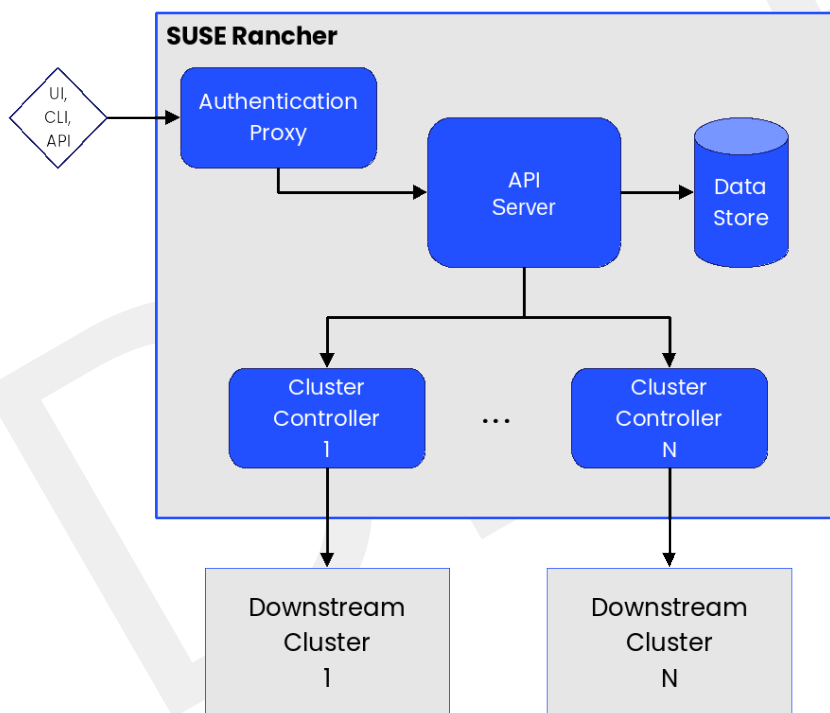 SUSE Rancher
UI,
CLI,
API
Authentication
Proxy
API
Server
Data
Store
Cluster
Controller
1
...
Cluster
Controller
N
Downstream
Cluster
1
Downstream
Cluster
N